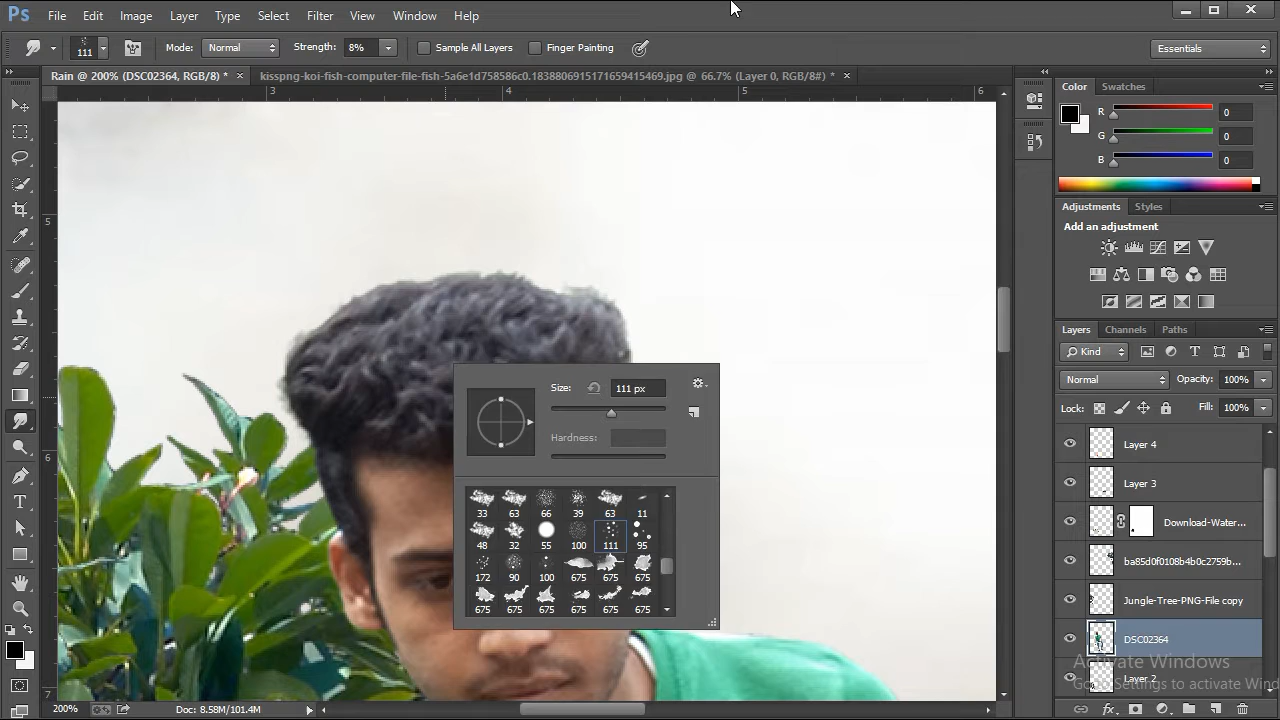 Ps File Edit Image Layer Type Select Filter View Window Help
111 Mode: Normal Strength: 8% Sample All Layers Finger Painting Essentials
Rain @ 200% (DSC02364, RGB/8) * × kisspng-koi-fish-computer-file-fish-5a6e1d758586c0.1838806915171659415469.jpg @ 66.7% (Layer 0, RGB/8#) * ×
3 4 5 6
5
6
7
Color Swatches
R 0
G 0
B 0
Adjustments Styles
Add an adjustment
Layers Channels Paths
Kind
Normal Opacity: 100%
Lock: Fill: 100%
Layer 4
Layer 3
Download-Water...
ba85d0f0108b4b0c2759b...
Jungle-Tree-PNG-File copy
DSC02364
Layer 2
Size: 111 px
Hardness:
33 63 66 39 63 11
48 32 55 100 111 95
172 90 100 675 675 675
675 675 675 675 675 675
Activate Windows
Go to Settings to activate Wind
200% Doc: 8.58M/101.4M